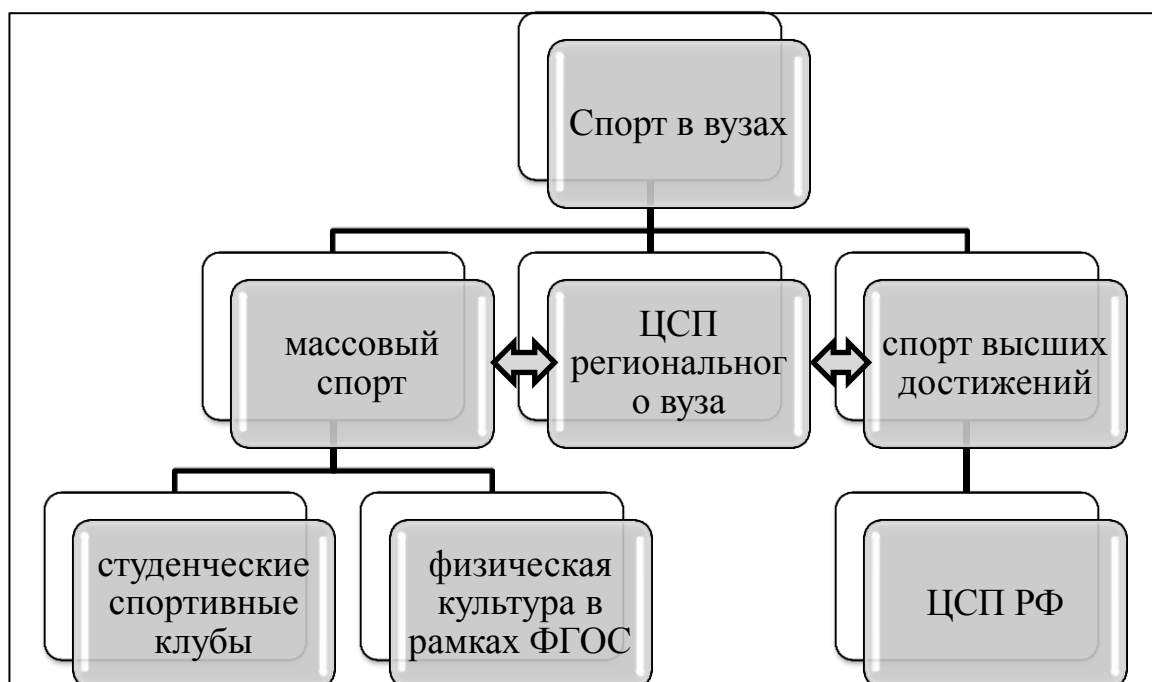 Спорт в вузах
массовый
спорт
ЦСП
региональног
о вуза
спорт высших
достижений
студенческие
спортивные
клубы
физическая
культура в
рамках ФГОС
ЦСП РФ